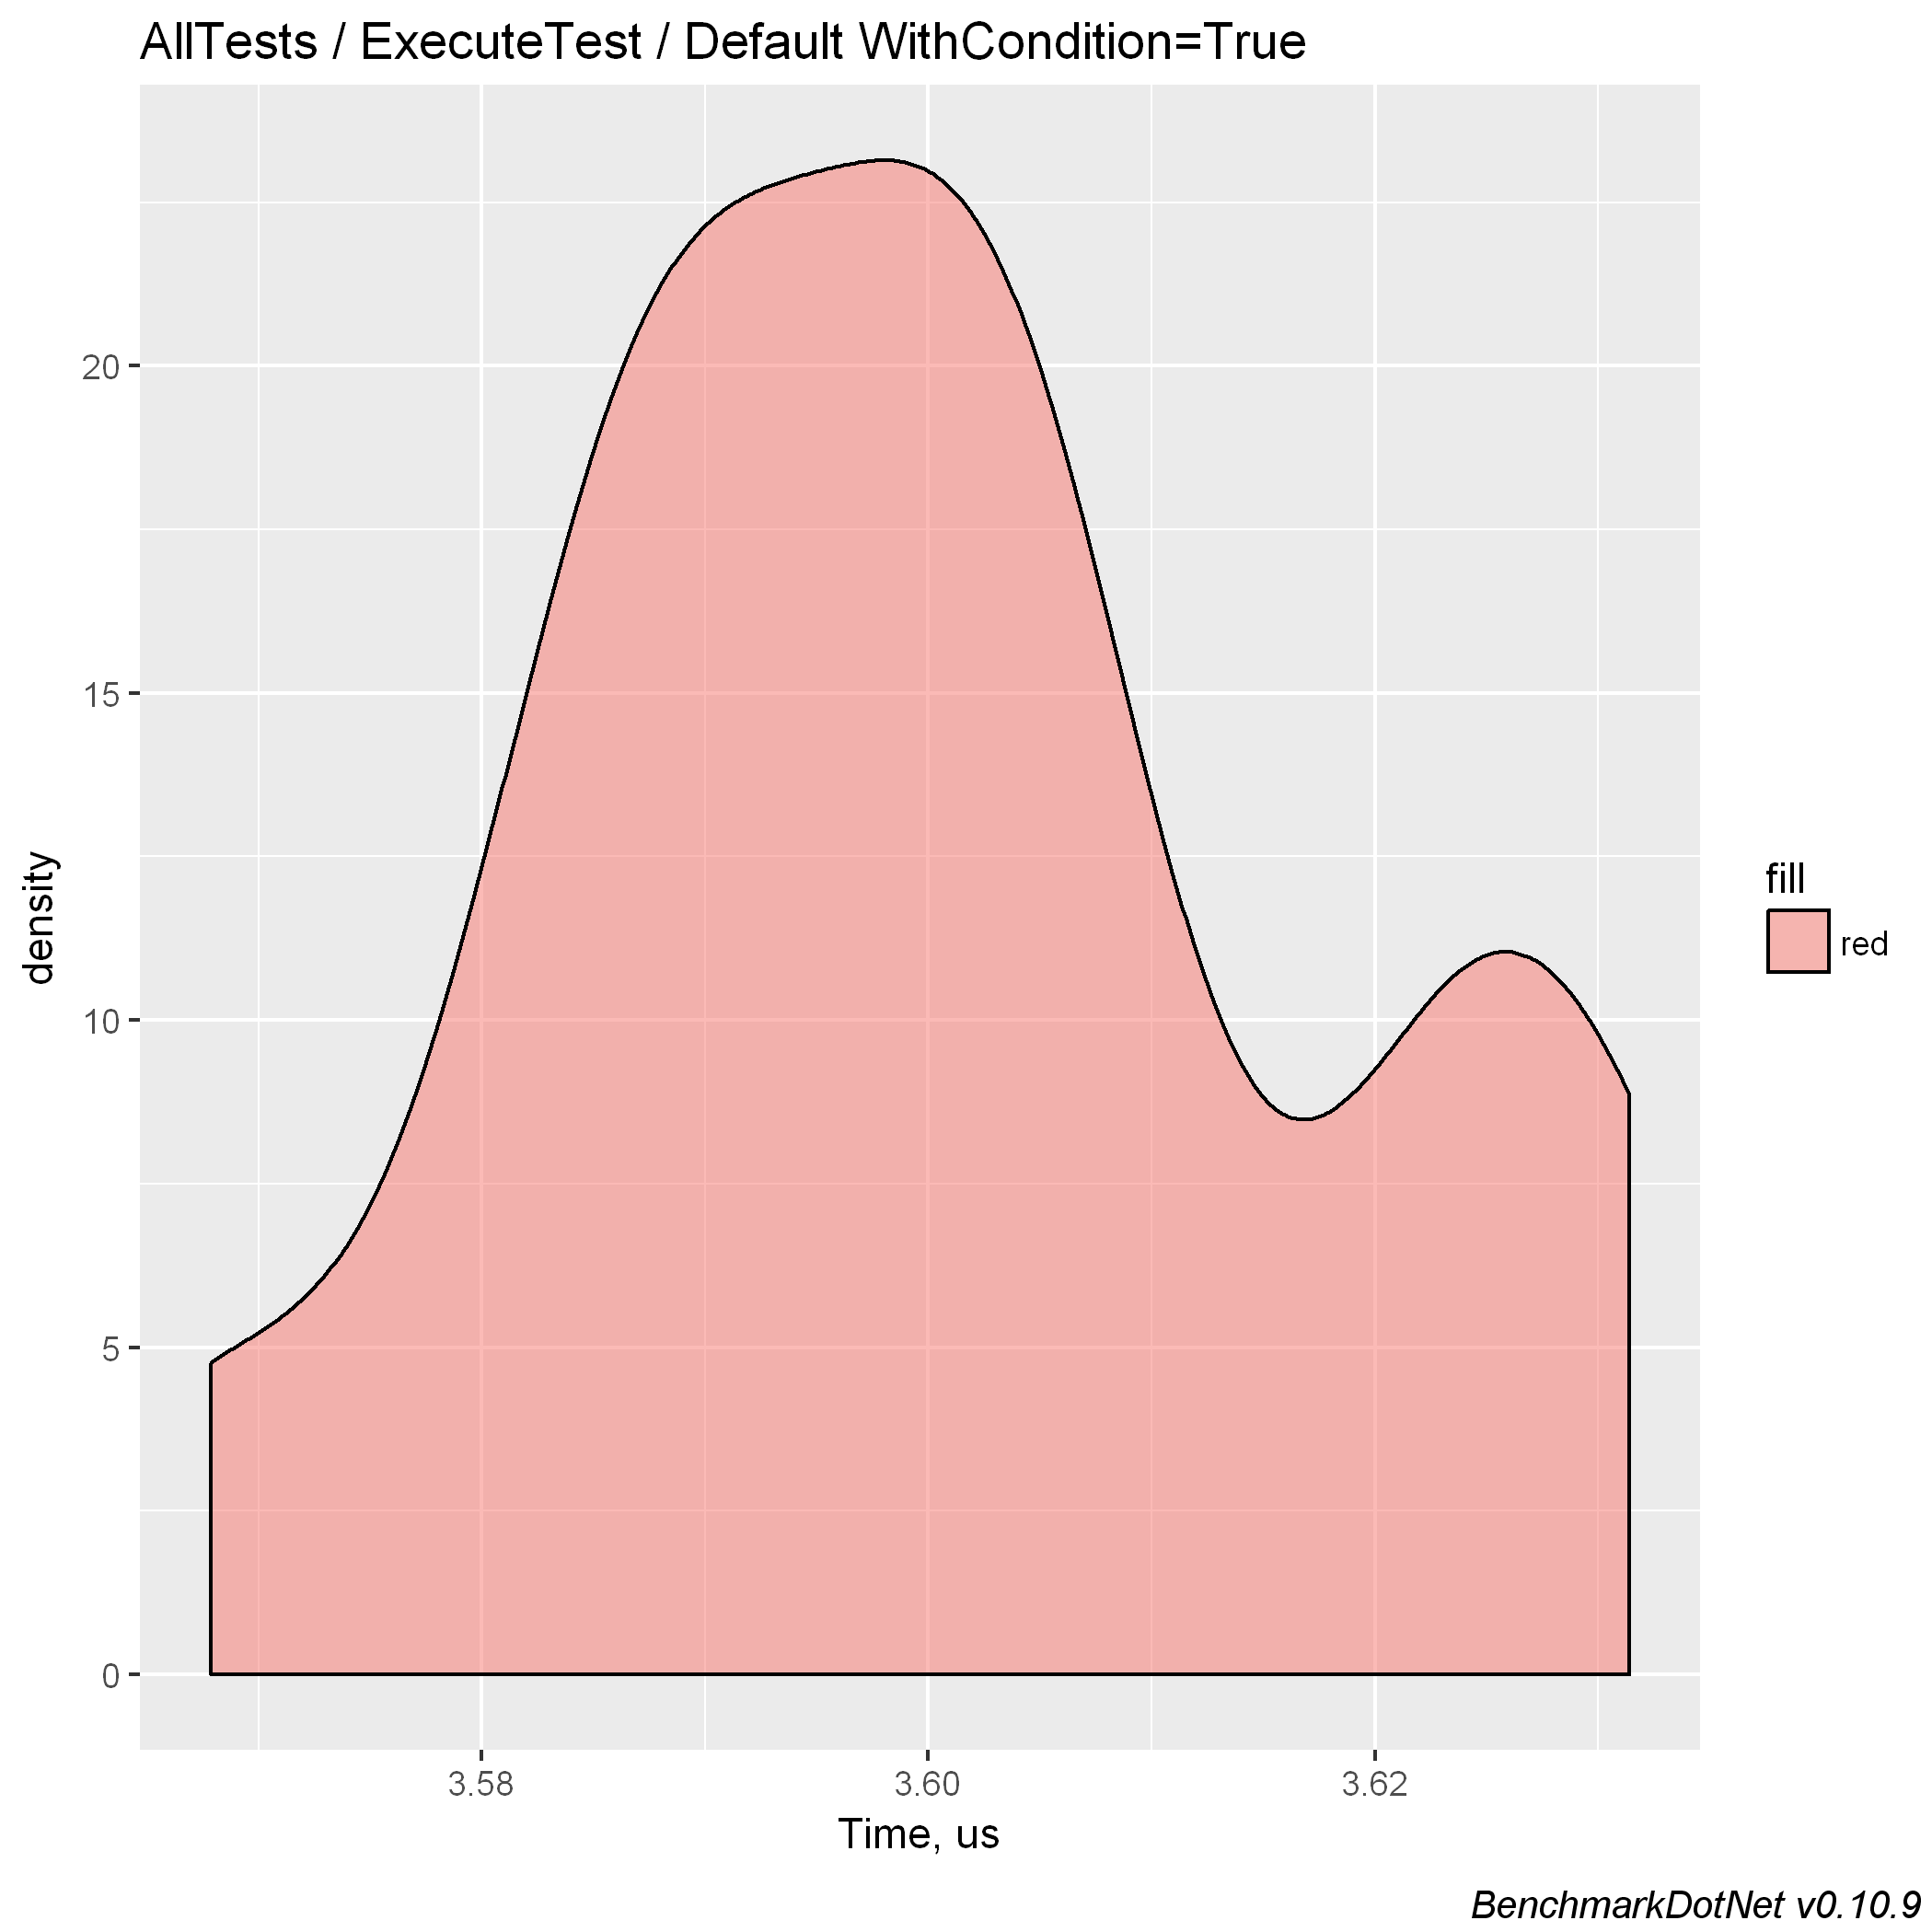 AllTests / ExecuteTest / Default WithCondition=True
density
20
15
10
5
0
3.58 3.60 3.62
Time, us
fill
red
BenchmarkDotNet v0.10.9